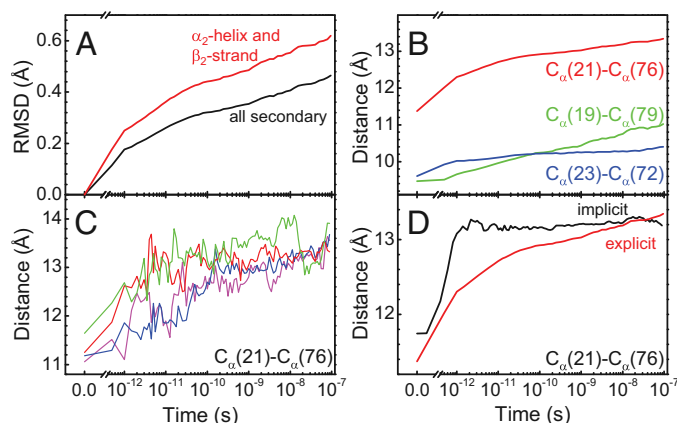 A
B
RMSD (Å)
0.6
0.4
0.2
0.0
α₂-helix and
β₂-strand
all secondary
Distance (Å)
13
12
11
10
Cα(21)-Cα(76)
Cα(19)-Cα(79)
Cα(23)-Cα(72)
C
D
Distance (Å)
14
13
12
11
Cα(21)-Cα(76)
0.0 10⁻¹² 10⁻¹¹ 10⁻¹⁰ 10⁻⁹ 10⁻⁸ 10⁻⁷
Time (s)
Distance (Å)
13
12
implicit
explicit
Cα(21)-Cα(76)
0.0 10⁻¹² 10⁻¹¹ 10⁻¹⁰ 10⁻⁹ 10⁻⁸ 10⁻⁷
Time (s)